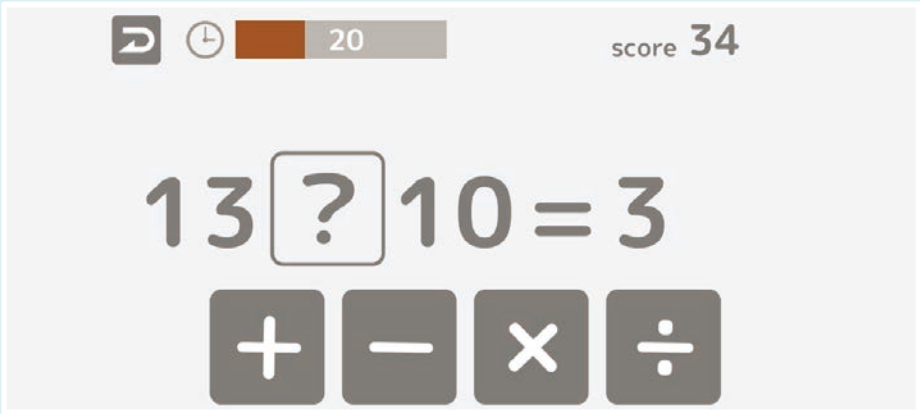 20 score 34
13 ? 10 = 3
+ − × ÷